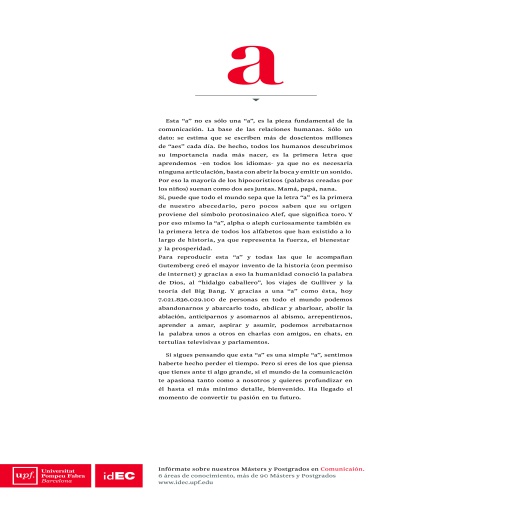 a
Esta “a” no es sólo una “a”, es la pieza fundamental de la
comunicación. La base de las relaciones humanas. Sólo un
dato: se estima que se escriben más de doscientos millones
de “aes” cada día. De hecho, todos los humanos descubrimos
su importancia nada más nacer, es la primera letra que
aprendemos -en todos los idiomas- ya que no es necesaria
ninguna articulación, basta con abrir la boca y emitir un sonido.
Por eso la mayoría de los hipocorísticos (palabras creadas por
los niños) suenan como dos aes juntas. Mamá, papá, nana.
Sí, puede que todo el mundo sepa que la letra “a” es la primera
de nuestro abecedario, pero pocos saben que su origen
proviene del símbolo protosinaico Alef, que significa toro. Y
por eso mismo la “a”, alpha o aleph curiosamente también es
la primera letra de todos los alfabetos que han existido a lo
largo de historia, ya que representa la fuerza, el bienestar
y la prosperidad.
Para reproducir esta “a” y todas las que le acompañan
Gutemberg creó el mayor invento de la historia (con permiso
de internet) y gracias a eso la humanidad conoció la palabra
de Dios, al “hidalgo caballero”, los viajes de Gulliver y la
teoría del Big Bang. Y gracias a una “a” como ésta, hoy
7.021.836.029.100 de personas en todo el mundo podemos
abandonarnos y abarcarlo todo, abdicar y abarloar, abolir la
ablación, anticiparnos y asomarnos al abismo, arrepentirnos,
aprender a amar, aspirar y asumir, podemos arrebatarnos
la palabra unos a otros en charlas con amigos, en chats, en
tertulias televisivas y parlamentos.
Si sigues pensando que esta “a” es una simple “a”, sentimos
haberte hecho perder el tiempo. Pero si eres de los que piensa
que tienes ante ti algo grande, si el mundo de la comunicación
te apasiona tanto como a nosotros y quieres profundizar en
él hasta el más mínimo detalle, bienvenido. Ha llegado el
momento de convertir tu pasión en tu futuro.
upf. Universitat
Pompeu Fabra
Barcelona
idEC
Infórmate sobre nuestros Másters y Postgrados en Comunicaión.
6 áreas de conocimiento, más de 90 Másters y Postgrados
www.idec.upf.edu